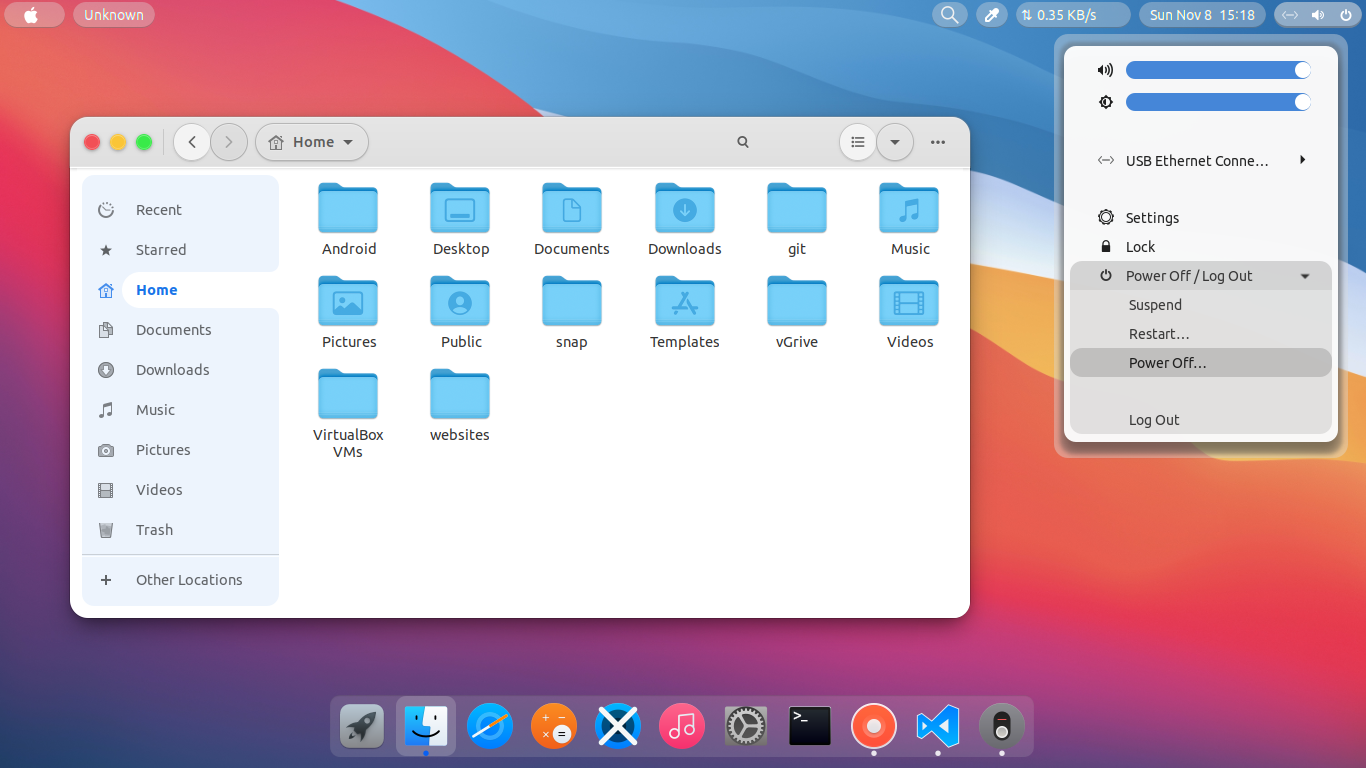 Unknown
0.35 KB/s
Sun Nov 8 15:18
Home
Recent
Starred
Home
Documents
Downloads
Music
Pictures
Videos
Trash
Other Locations
Android
Desktop
Documents
Downloads
git
Music
Pictures
Public
snap
Templates
vGrive
Videos
VirtualBox
VMs
websites
USB Ethernet Conne…
Settings
Lock
Power Off / Log Out
Suspend
Restart…
Power Off…
Log Out
>_